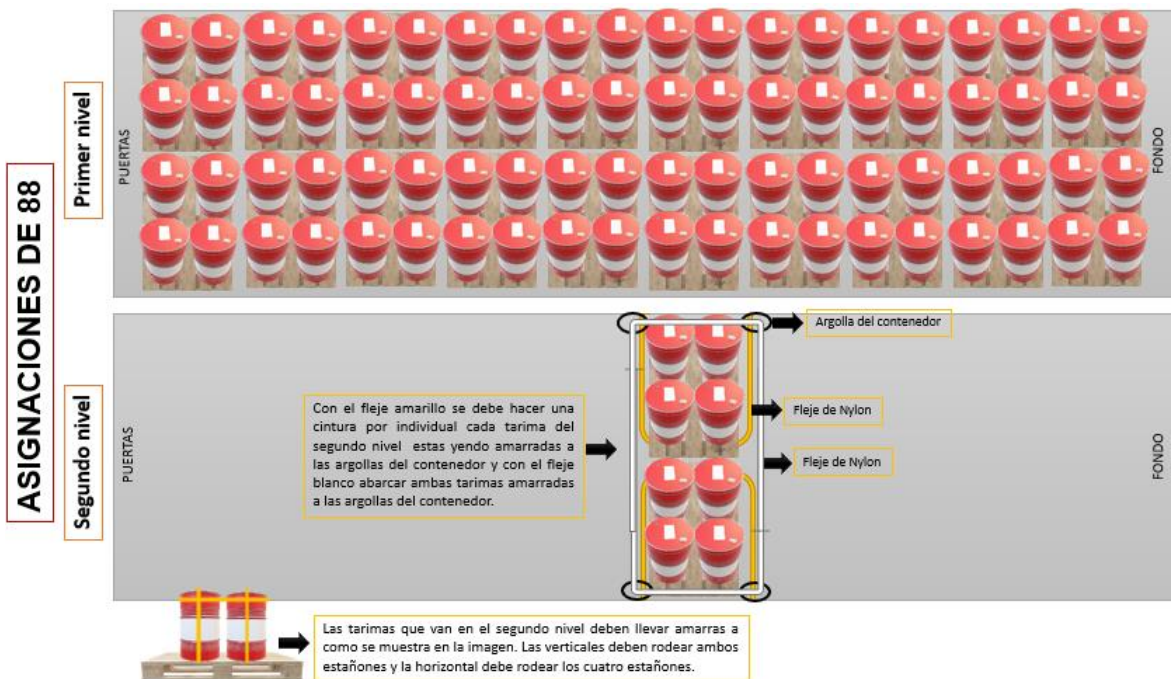 ASIGNACIONES DE 88
Primer nivel
PUERTAS
FONDO
Segundo nivel
PUERTAS
FONDO
Argolla del contenedor
Con el fleje amarillo se debe hacer una
cintura por individual cada tarima del
segundo nivel estas yendo amarradas a
las argollas del contenedor y con el fleje
blanco abarcar ambas tarimas amarradas
a las argollas del contenedor.
Fleje de Nylon
Fleje de Nylon
Las tarimas que van en el segundo nivel deben llevar amarras a
como se muestra en la imagen. Las verticales deben rodear ambos
estañones y la horizontal debe rodear los cuatro estañones.